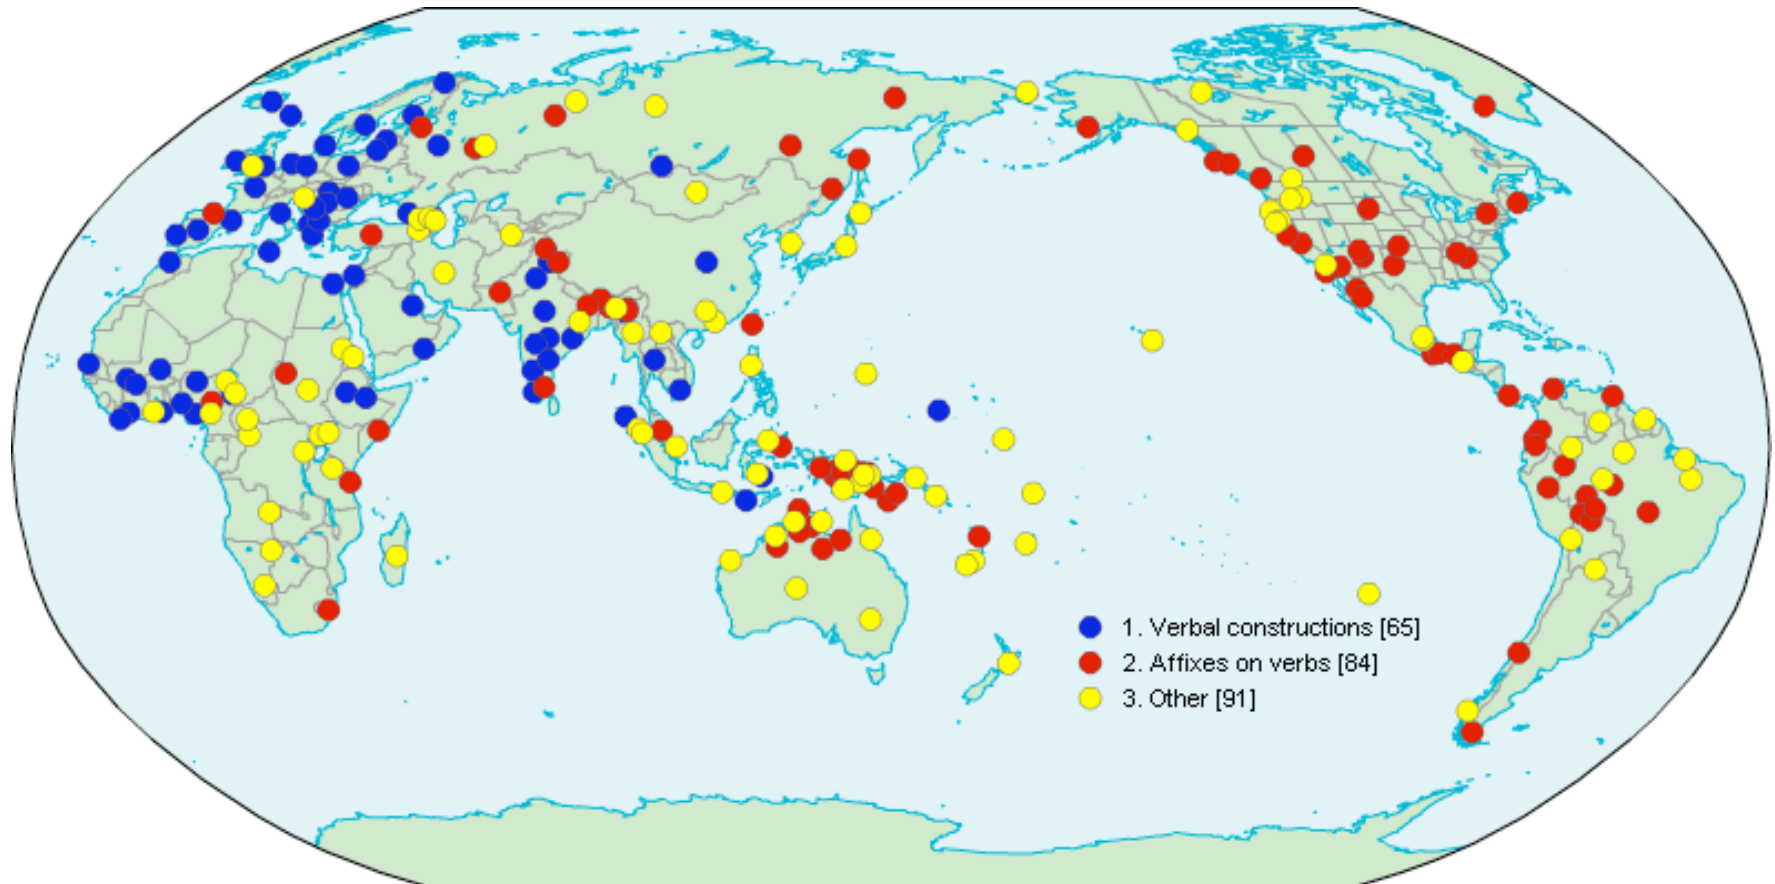 1. Verbal constructions [65]
2. Affixes on verbs [84]
3. Other [91]